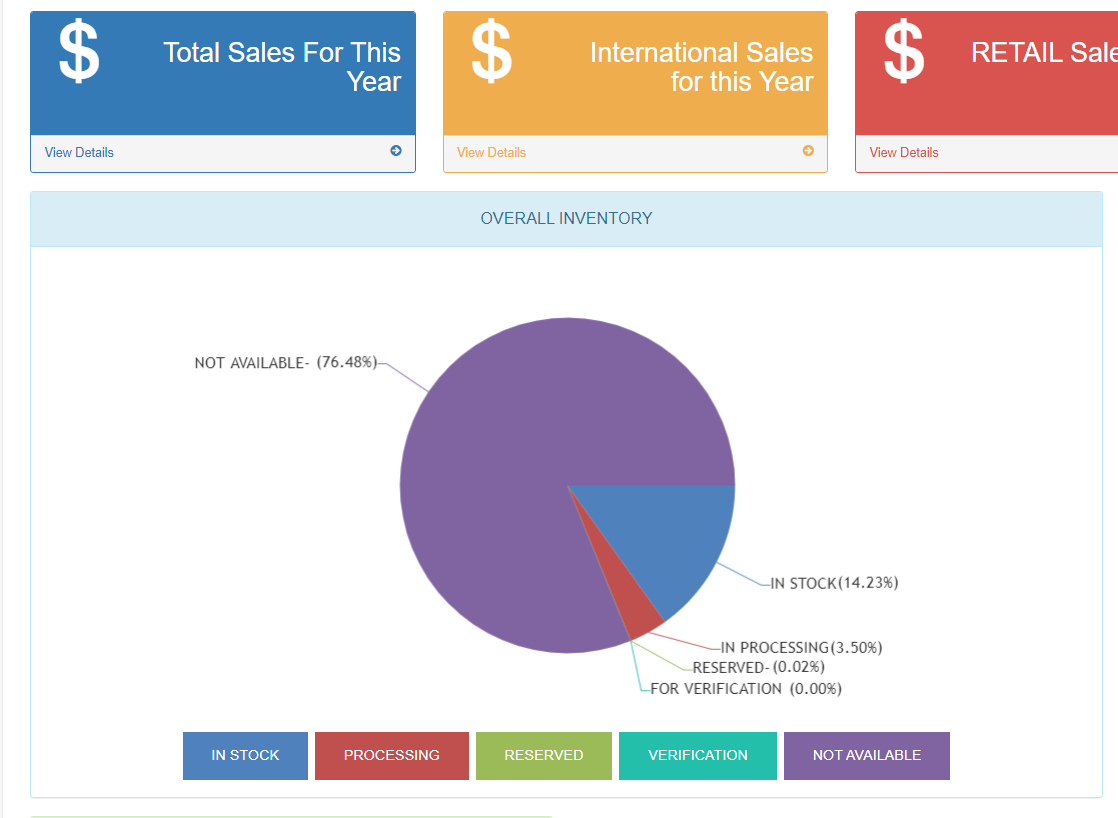 $
Total Sales For This
Year
View Details
$
International Sales
for this Year
View Details
$
RETAIL Sale
View Details
OVERALL INVENTORY
NOT AVAILABLE- (76.48%)
IN STOCK(14.23%)
IN PROCESSING(3.50%)
RESERVED- (0.02%)
FOR VERIFICATION (0.00%)
IN STOCK
PROCESSING
RESERVED
VERIFICATION
NOT AVAILABLE